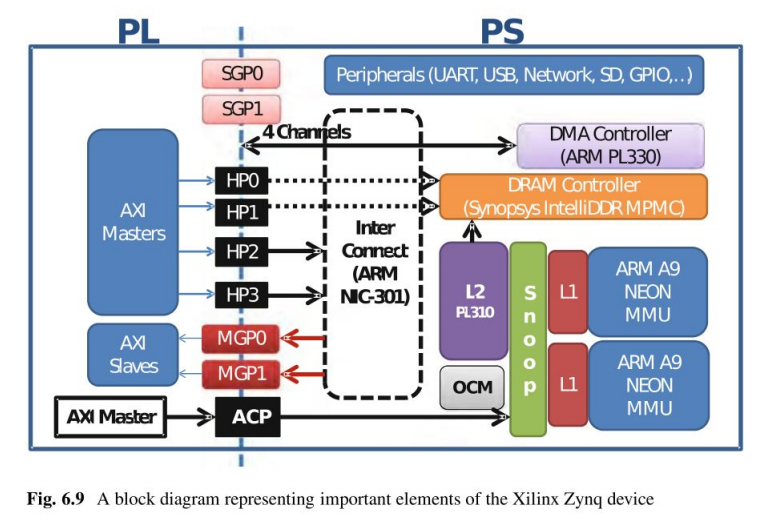 PL
PS
SGP0
SGP1
Peripherals (UART, USB, Network, SD, GPIO,..)
4 Channels
DMA Controller
(ARM PL330)
AXI
Masters
HP0
HP1
HP2
HP3
DRAM Controller
(Synopsys IntelliDDR MPMC)
Inter
Connect
(ARM
NIC-301)
L2
PL310
OCM
Snoop
L1
ARM A9
NEON
MMU
L1
ARM A9
NEON
MMU
AXI
Slaves
MGP0
MGP1
AXI Master
ACP
Fig. 6.9 A block diagram representing important elements of the Xilinx Zynq device